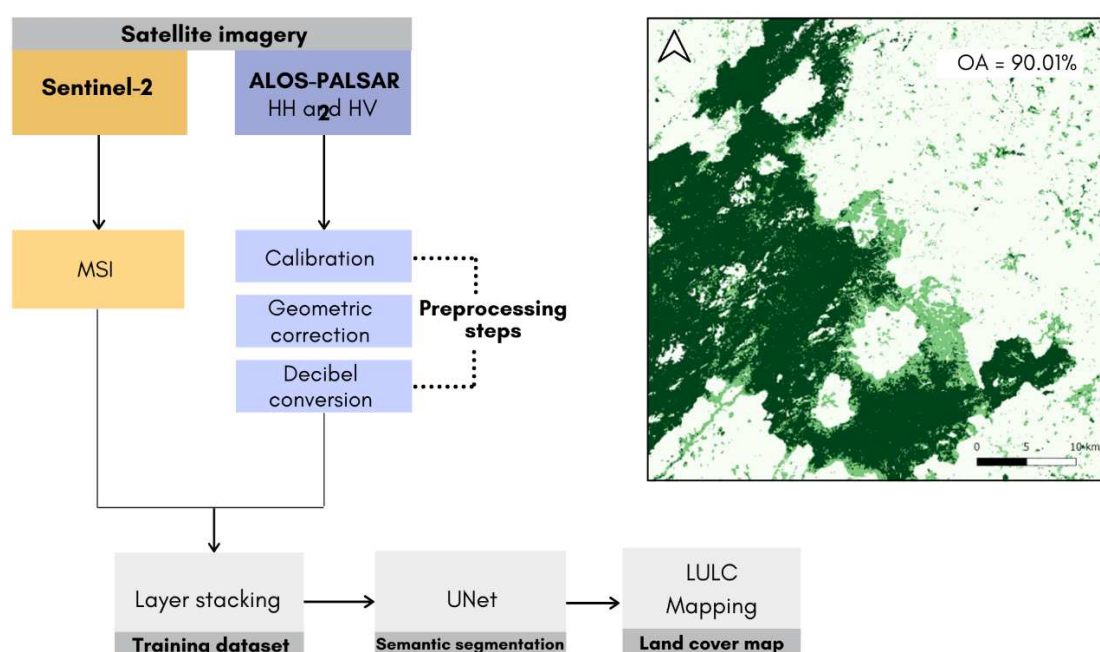 Satellite imagery
Sentinel-2
ALOS-PALSAR
2
HH and HV
MSI
Calibration
Geometric
correction
Decibel
conversion
Preprocessing
steps
Layer stacking
Training dataset
UNet
Semantic segmentation
LULC
Mapping
Land cover map
OA = 90.01%
0 5 10 km